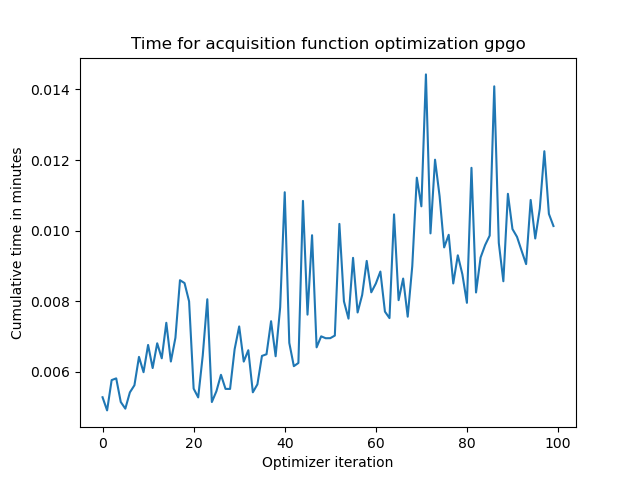 Time for acquisition function optimization gpgo
0.014
0.012
0.010
0.008
0.006
Cumulative time in minutes
0 20 40 60 80 100
Optimizer iteration